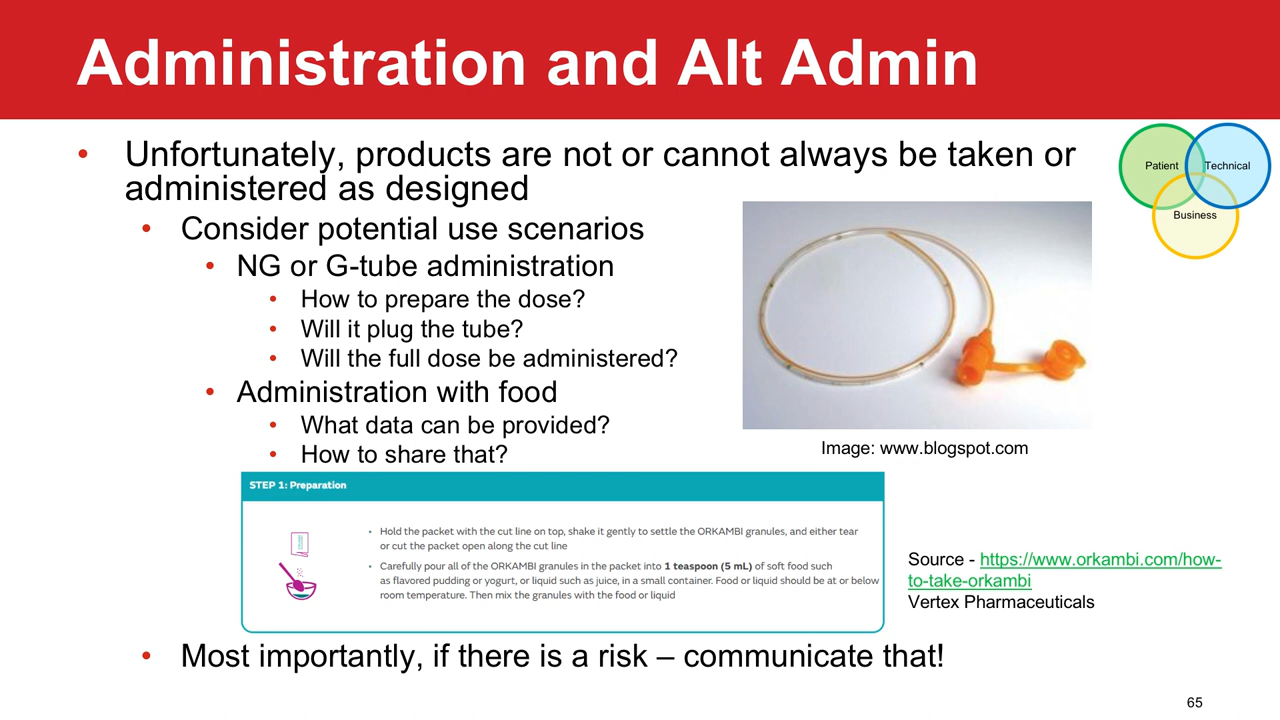 Administration and Alt Admin
• Unfortunately, products are not or cannot always be taken or
administered as designed
• Consider potential use scenarios
• NG or G-tube administration
• How to prepare the dose?
• Will it plug the tube?
• Will the full dose be administered?
• Administration with food
• What data can be provided?
• How to share that?
Patient
Technical
Business
Image: www.blogspot.com
STEP 1: Preparation
• Hold the packet with the cut line on top, shake it gently to settle the ORKAMBI granules, and either tear
or cut the packet open along the cut line
• Carefully pour all of the ORKAMBI granules in the packet into 1 teaspoon (5 mL) of soft food such
as flavored pudding or yogurt, or liquid such as juice, in a small container. Food or liquid should be at or below
room temperature. Then mix the granules with the food or liquid
Source - https://www.orkambi.com/how-
to-take-orkambi
Vertex Pharmaceuticals
• Most importantly, if there is a risk – communicate that!
65